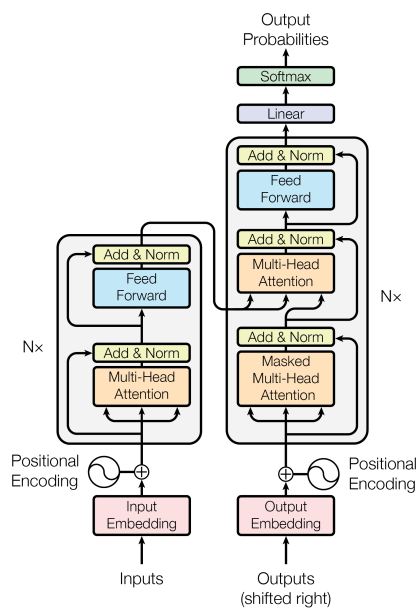 Output
Probabilities
Softmax
Linear
Add & Norm
Feed
Forward
Add & Norm
Multi-Head
Attention
Add & Norm
Masked
Multi-Head
Attention
N×
Add & Norm
Feed
Forward
Add & Norm
Multi-Head
Attention
N×
Positional
Encoding
Positional
Encoding
Input
Embedding
Output
Embedding
Inputs
Outputs
(shifted right)